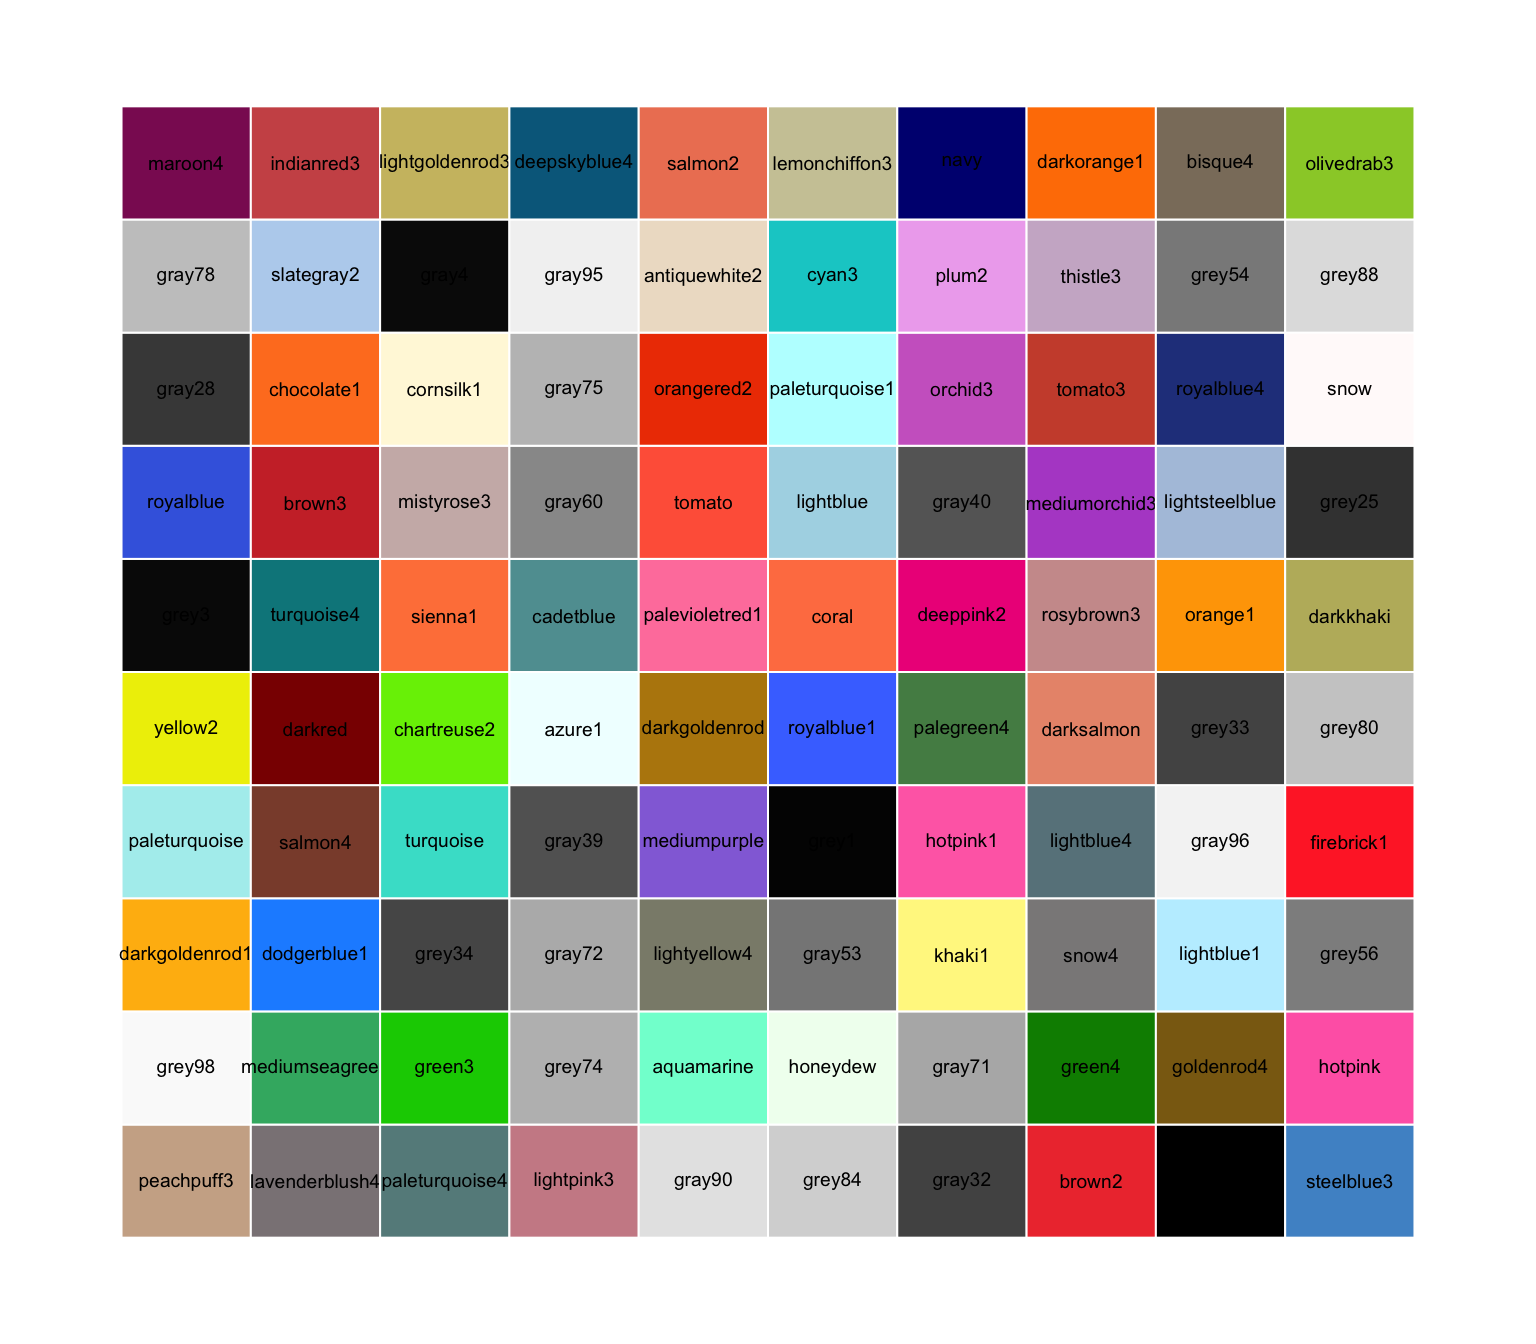 maroon4 indianred3 lightgoldenrod3 deepskyblue4 salmon2 lemonchiffon3 navy darkorange1 bisque4 olivedrab3
gray78 slategray2 gray4 gray95 antiquewhite2 cyan3 plum2 thistle3 grey54 grey88
gray28 chocolate1 cornsilk1 gray75 orangered2 paleturquoise1 orchid3 tomato3 royalblue4 snow
royalblue brown3 mistyrose3 gray60 tomato lightblue gray40 mediumorchid3 lightsteelblue grey25
grey3 turquoise4 sienna1 cadetblue palevioletred1 coral deeppink2 rosybrown3 orange1 darkkhaki
yellow2 darkred chartreuse2 azure1 darkgoldenrod royalblue1 palegreen4 darksalmon grey33 grey80
paleturquoise salmon4 turquoise gray39 mediumpurple hotpink1 lightblue4 gray96 firebrick1
darkgoldenrod1 dodgerblue1 grey34 gray72 lightyellow4 gray53 khaki1 snow4 lightblue1 grey56
grey98 mediumseagree green3 grey74 aquamarine honeydew gray71 green4 goldenrod4 hotpink
peachpuff3 lavenderblush4 paleturquoise4 lightpink3 gray90 grey84 gray32 brown2 steelblue3